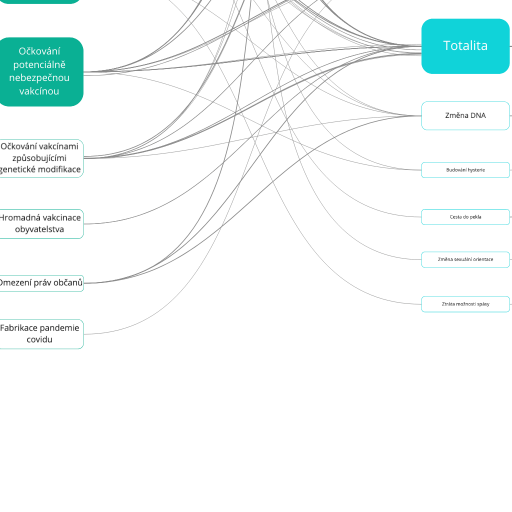 Očkování
potenciálně
nebezpečnou
vakcínou
Očkování vakcínami
způsobujícími
genetické modifikace
Hromadná vakcinace
obyvatelstva
Omezení práv občanů
Fabrikace pandemie
covidu
Totalita
Změna DNA
Budování hysterie
Cesta do pekla
Změna sexuální orientace
Ztráta možnosti spásy